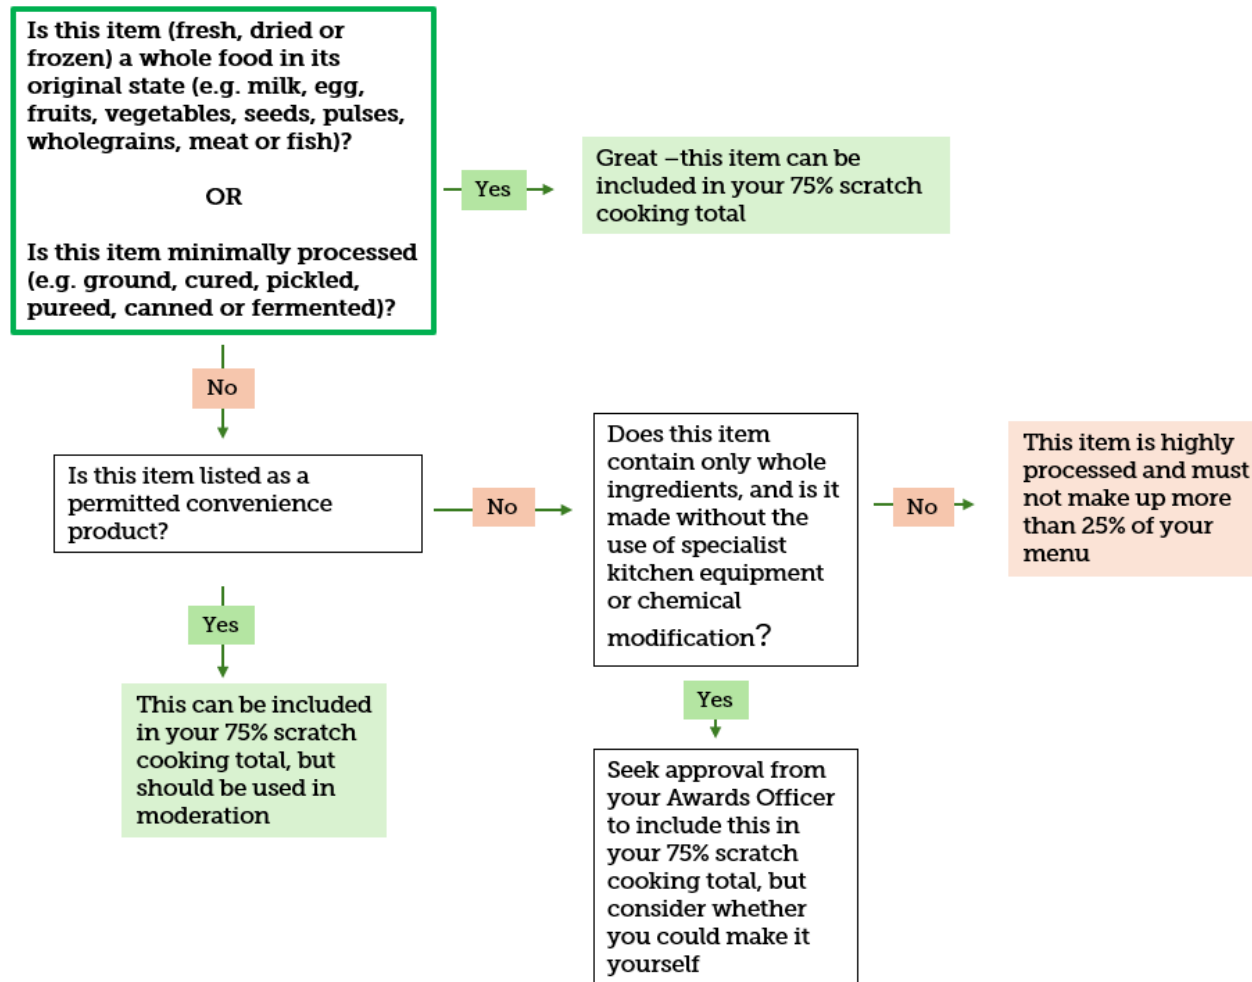 Is this item (fresh, dried or
frozen) a whole food in its
original state (e.g. milk, egg,
fruits, vegetables, seeds, pulses,
wholegrains, meat or fish)?
OR
Is this item minimally processed
(e.g. ground, cured, pickled,
pureed, canned or fermented)?
Yes
Great –this item can be
included in your 75% scratch
cooking total
No
Is this item listed as a
permitted convenience
product?
No
Does this item
contain only whole
ingredients, and is it
made without the
use of specialist
kitchen equipment
or chemical
modification?
No
This item is highly
processed and must
not make up more
than 25% of your
menu
Yes
This can be included
in your 75% scratch
cooking total, but
should be used in
moderation
Yes
Seek approval from
your Awards Officer
to include this in
your 75% scratch
cooking total, but
consider whether
you could make it
yourself